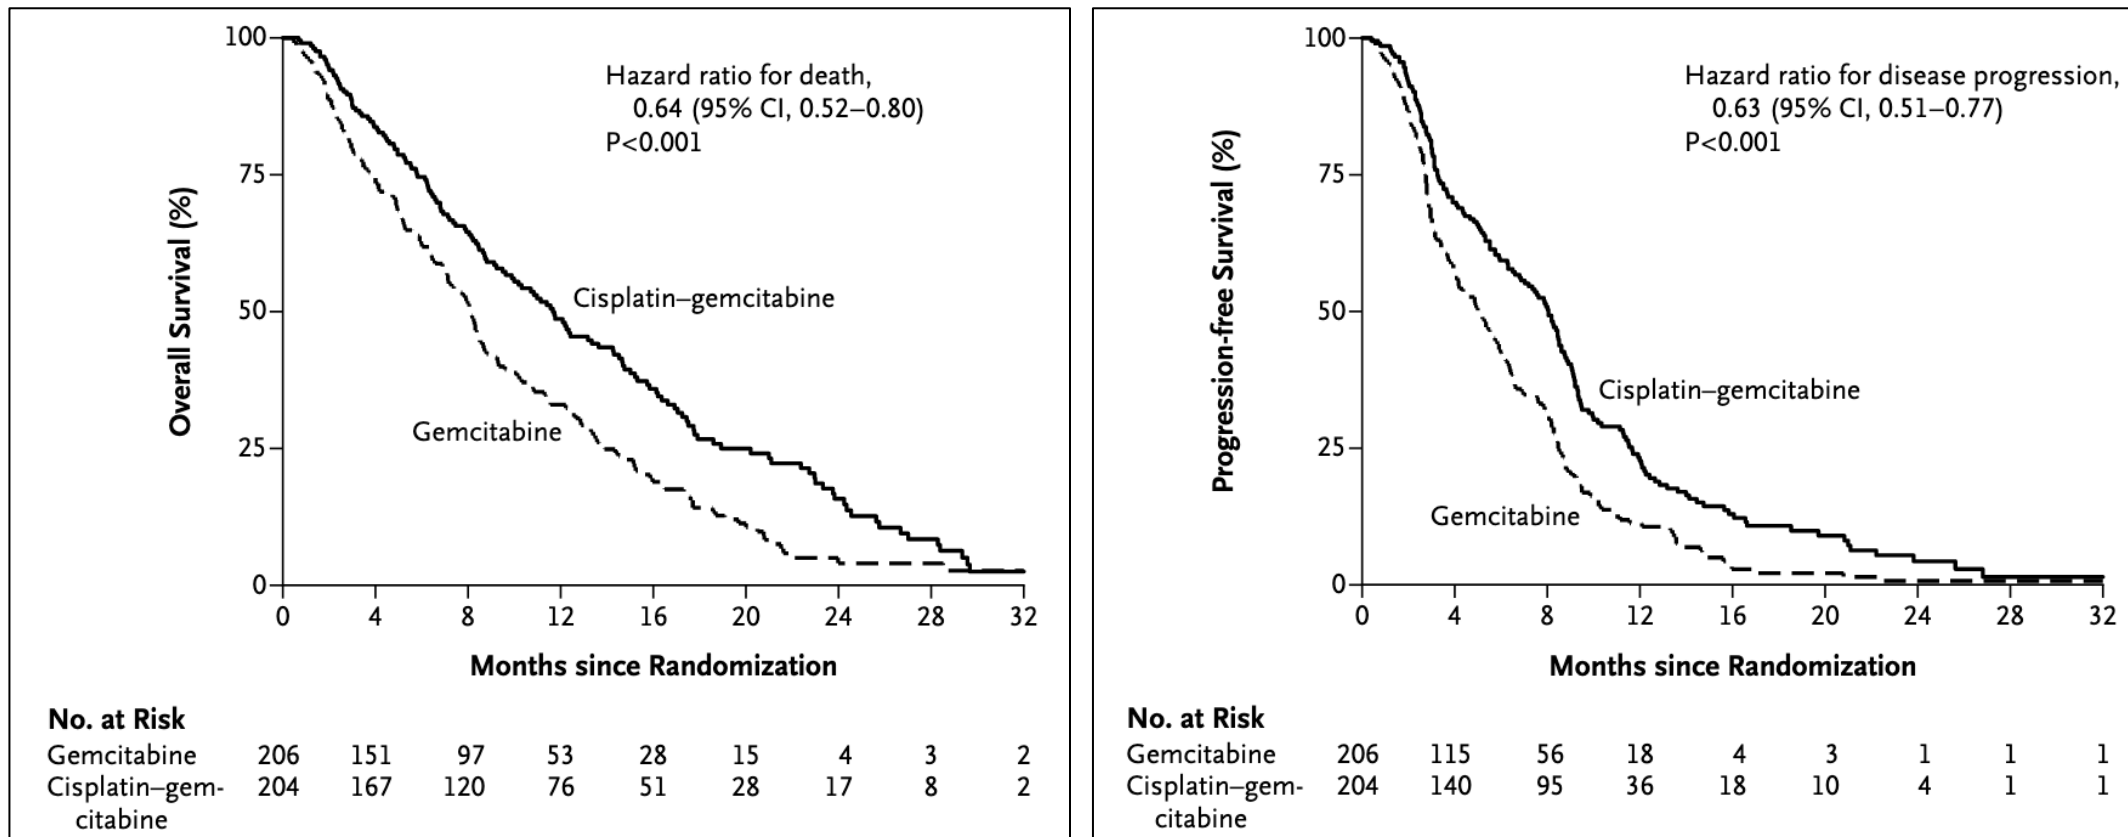 Overall Survival (%)
100
75
50
25
0
Hazard ratio for death,
0.64 (95% CI, 0.52–0.80)
P<0.001
Cisplatin–gemcitabine
Gemcitabine
0 4 8 12 16 20 24 28 32
Months since Randomization
No. at Risk
Gemcitabine 206 151 97 53 28 15 4 3 2
Cisplatin–gem- 204 167 120 76 51 28 17 8 2
citabine
Progression-free Survival (%)
100
75
50
25
0
Hazard ratio for disease progression,
0.63 (95% CI, 0.51–0.77)
P<0.001
Cisplatin–gemcitabine
Gemcitabine
0 4 8 12 16 20 24 28 32
Months since Randomization
No. at Risk
Gemcitabine 206 115 56 18 4 3 1 1 1
Cisplatin–gem- 204 140 95 36 18 10 4 1 1
citabine